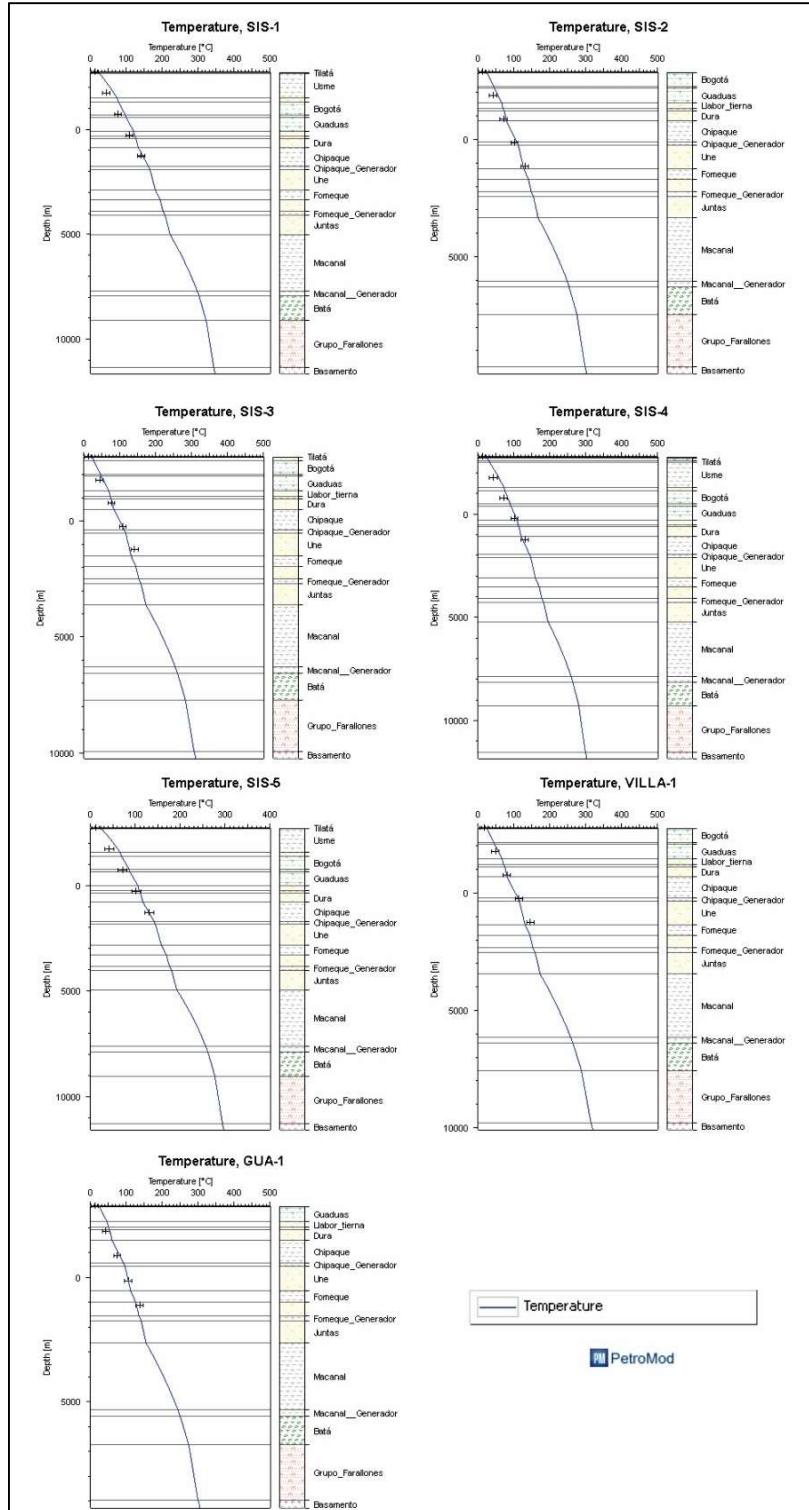 Temperature, SIS-1
Temperature [°C]
0 100 200 300 400 500
Depth [m]
0
5000
10000
Tilatá
Usme
Bogotá
Guaduas
Dura
Chipaque
Chipaque_Generador
Une
Fomeque
Fomeque_Generador
Juntas
Macanal
Macanal__Generador
Batá
Grupo_Farallones
Basamento
Temperature, SIS-2
Temperature [°C]
0 100 200 300 400 500
Depth [m]
0
5000
Bogotá
Guaduas
Llabor_tierna
Dura
Chipaque
Chipaque_Generador
Une
Fomeque
Fomeque_Generador
Juntas
Macanal
Macanal__Generador
Batá
Grupo_Farallones
Basamento
Temperature, SIS-3
Temperature [°C]
0 100 200 300 400 500
Depth [m]
0
5000
10000
Tilatá
Bogotá
Guaduas
Llabor_tierna
Dura
Chipaque
Chipaque_Generador
Une
Fomeque
Fomeque_Generador
Juntas
Macanal
Macanal__Generador
Batá
Grupo_Farallones
Basamento
Temperature, SIS-4
Temperature [°C]
0 100 200 300 400 500
Depth [m]
0
5000
10000
Tilatá
Usme
Bogotá
Guaduas
Dura
Chipaque
Chipaque_Generador
Une
Fomeque
Fomeque_Generador
Juntas
Macanal
Macanal__Generador
Batá
Grupo_Farallones
Basamento
Temperature, SIS-5
Temperature [°C]
0 100 200 300 400
Depth [m]
0
5000
10000
Tilatá
Usme
Bogotá
Guaduas
Dura
Chipaque
Chipaque_Generador
Une
Fomeque
Fomeque_Generador
Juntas
Macanal
Macanal__Generador
Batá
Grupo_Farallones
Basamento
Temperature, VILLA-1
Temperature [°C]
0 100 200 300 400 500
Depth [m]
0
5000
10000
Bogotá
Guaduas
Llabor_tierna
Dura
Chipaque
Chipaque_Generador
Une
Fomeque
Fomeque_Generador
Juntas
Macanal
Macanal__Generador
Batá
Grupo_Farallones
Basamento
Temperature, GUA-1
Temperature [°C]
0 100 200 300 400 500
Depth [m]
0
5000
Guaduas
Llabor_tierna
Dura
Chipaque
Chipaque_Generador
Une
Fomeque
Fomeque_Generador
Juntas
Macanal
Macanal__Generador
Batá
Grupo_Farallones
Basamento
Temperature
PM PetroMod